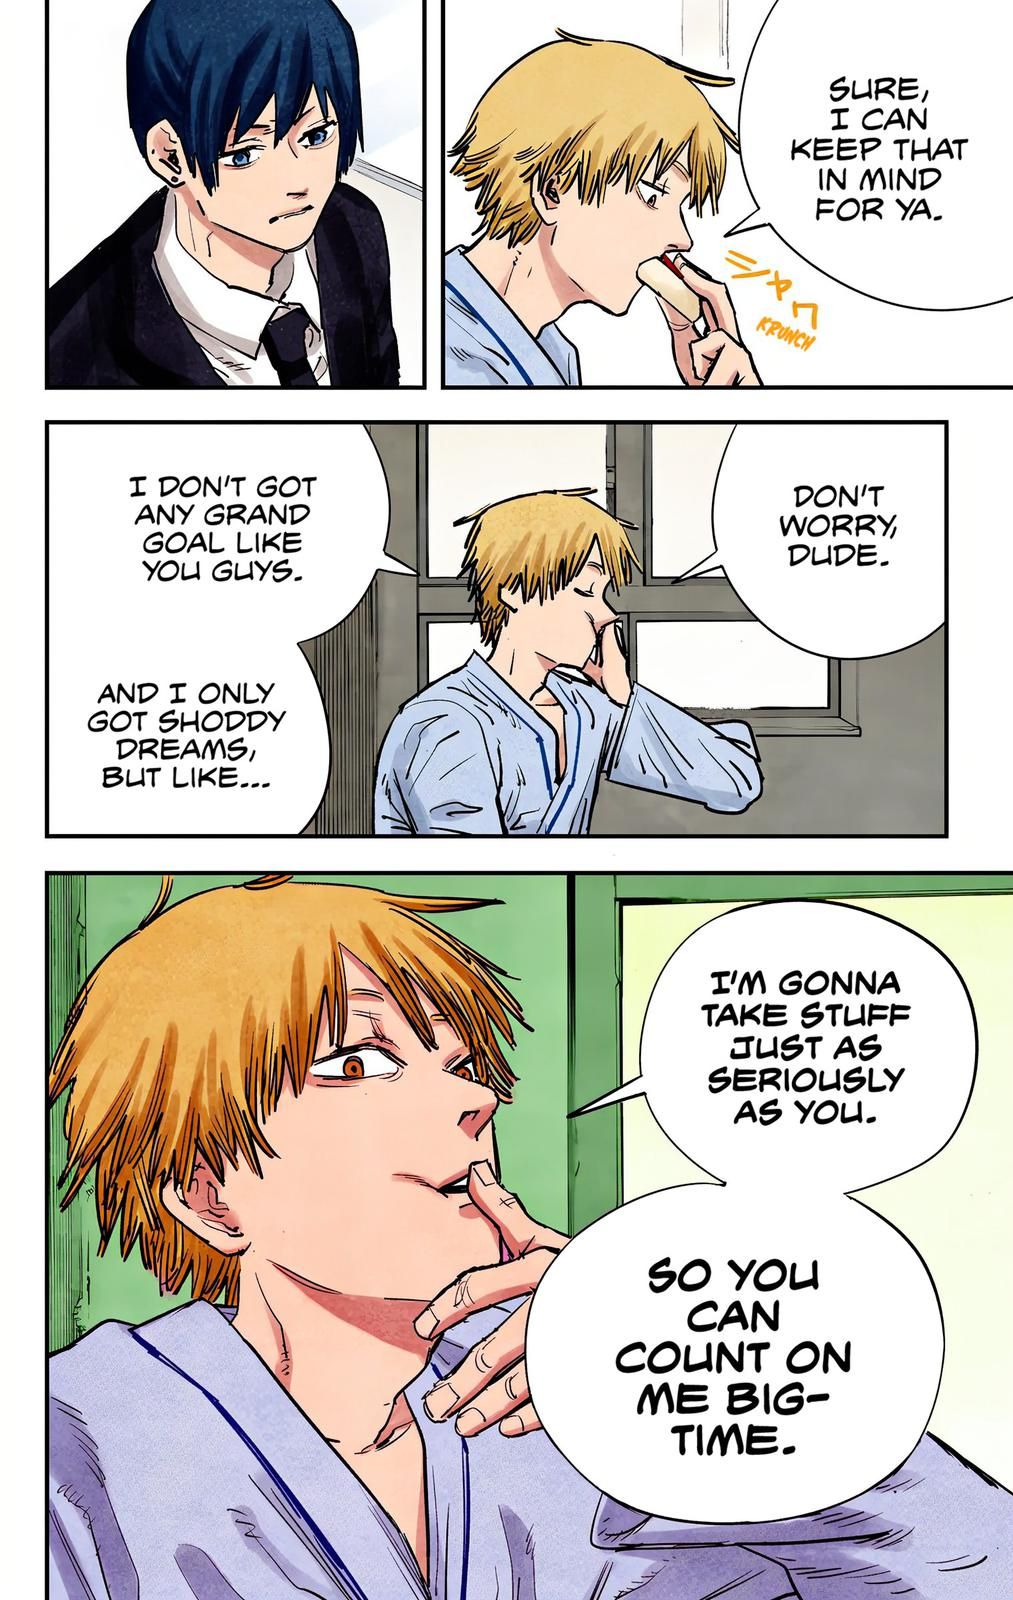 SURE,
I CAN
KEEP THAT
IN MIND
FOR YA.
シャク
KRUNCH
DON'T
WORRY,
DUDE.
I DON'T GOT
ANY GRAND
GOAL LIKE
YOU GUYS.
AND I ONLY
GOT SHODDY
DREAMS,
BUT LIKE...
I'M GONNA
TAKE STUFF
JUST AS
SERIOUSLY
AS YOU.
SO YOU
CAN
COUNT ON
ME BIG-
TIME.